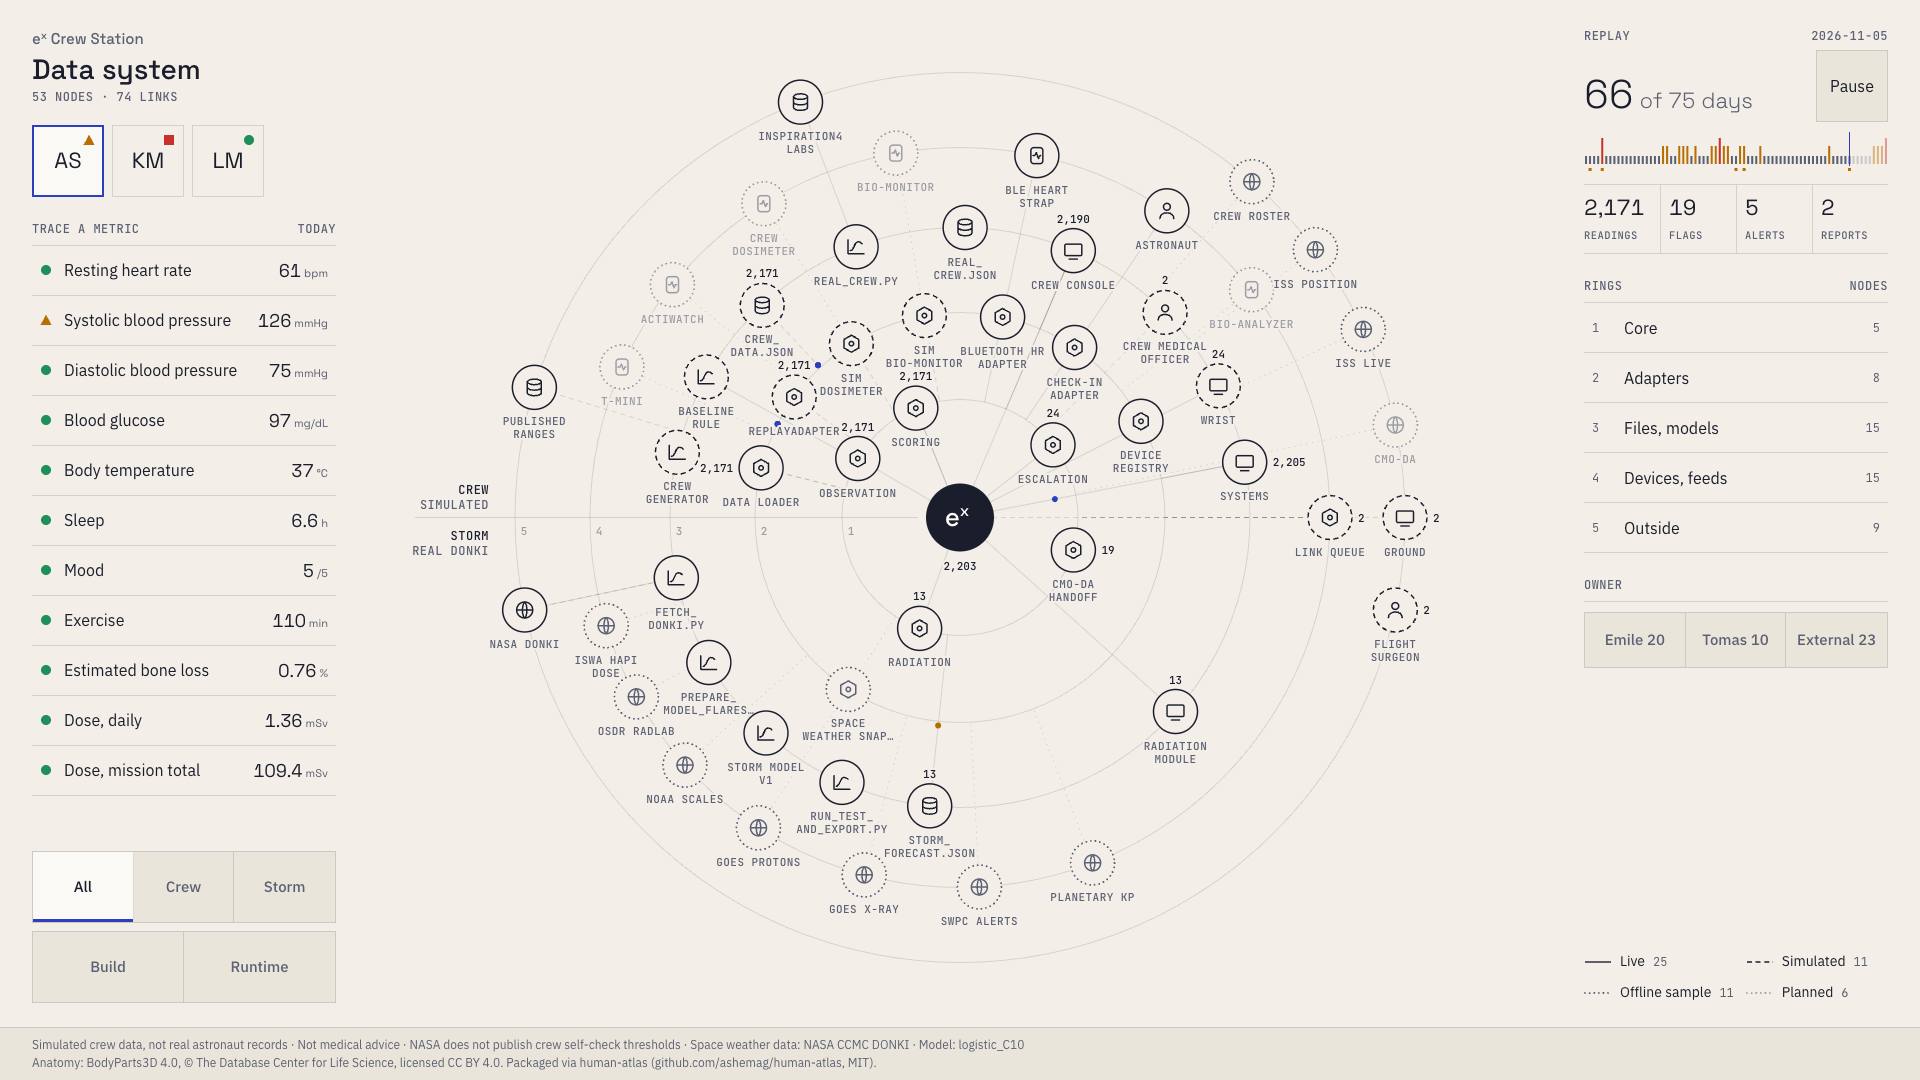 eˣ Crew Station
Data system
53 NODES · 74 LINKS
AS
KM
LM
TRACE A METRIC
TODAY
Resting heart rate
61 bpm
Systolic blood pressure
126 mmHg
Diastolic blood pressure
75 mmHg
Blood glucose
97 mg/dL
Body temperature
37 °C
Sleep
6.6 h
Mood
5 /5
Exercise
110 min
Estimated bone loss
0.76 %
Dose, daily
1.36 mSv
Dose, mission total
109.4 mSv
All
Crew
Storm
Build
Runtime
INSPIRATION4
LABS
BIO-MONITOR
BLE HEART
STRAP
CREW ROSTER
CREW
DOSIMETER
2,190
ASTRONAUT
REAL_CREW.PY
REAL_
CREW.JSON
CREW CONSOLE
ISS POSITION
2,171
2
ACTIWATCH
BIO-ANALYZER
CREW_
DATA.JSON
SIM
BIO-MONITOR
BLUETOOTH HR
ADAPTER
CREW MEDICAL
OFFICER
ISS LIVE
2,171
SIM
DOSIMETER
2,171
CHECK-IN
ADAPTER
24
T-MINI
BASELINE
RULE
PUBLISHED
RANGES
REPLAYADAPTER
2,171
SCORING
24
WRIST
CMO-DA
DEVICE
REGISTRY
2,171
2,205
CREW
GENERATOR
DATA LOADER
OBSERVATION
ESCALATION
SYSTEMS
CREW
SIMULATED
STORM
REAL DONKI
5
4
3
2
1
eˣ
2,203
2
LINK QUEUE
2
GROUND
19
CMO-DA
HANDOFF
13
RADIATION
2
FLIGHT
SURGEON
NASA DONKI
FETCH_
DONKI.PY
ISWA HAPI
DOSE
PREPARE_
MODEL_FLARES…
OSDR RADLAB
SPACE
WEATHER SNAP…
13
RADIATION
MODULE
STORM MODEL
V1
NOAA SCALES
13
RUN_TEST_
AND_EXPORT.PY
STORM_
FORECAST.JSON
GOES PROTONS
GOES X-RAY
SWPC ALERTS
PLANETARY KP
REPLAY
2026-11-05
66 of 75 days
Pause
2,171
READINGS
19
FLAGS
5
ALERTS
2
REPORTS
RINGS
NODES
1 Core 5
2 Adapters 8
3 Files, models 15
4 Devices, feeds 15
5 Outside 9
OWNER
Emile 20
Tomas 10
External 23
Live 25
Simulated 11
Offline sample 11
Planned 6
Simulated crew data, not real astronaut records · Not medical advice · NASA does not publish crew self-check thresholds · Space weather data: NASA CCMC DONKI · Model: logistic_C10
Anatomy: BodyParts3D 4.0, © The Database Center for Life Science, licensed CC BY 4.0. Packaged via human-atlas (github.com/ashemag/human-atlas, MIT).